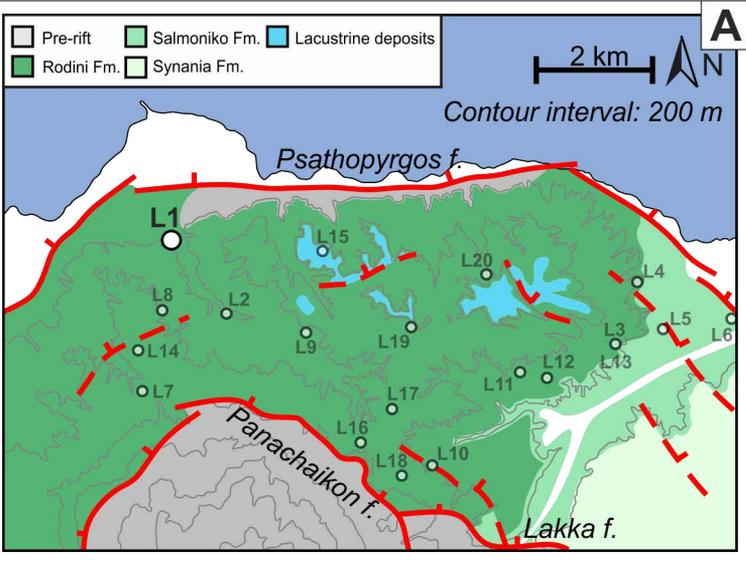 A
Pre-rift
Salmoniko Fm.
Lacustrine deposits
Rodini Fm.
Synania Fm.
2 km
N
Contour interval: 200 m
Psathopyrgos f.
L1
L15
L20
L4
L8
L2
L5
L6
L9
L19
L3
L14
L13
L11
L12
L7
L17
L16
L10
L18
Panachaikon f.
Lakka f.